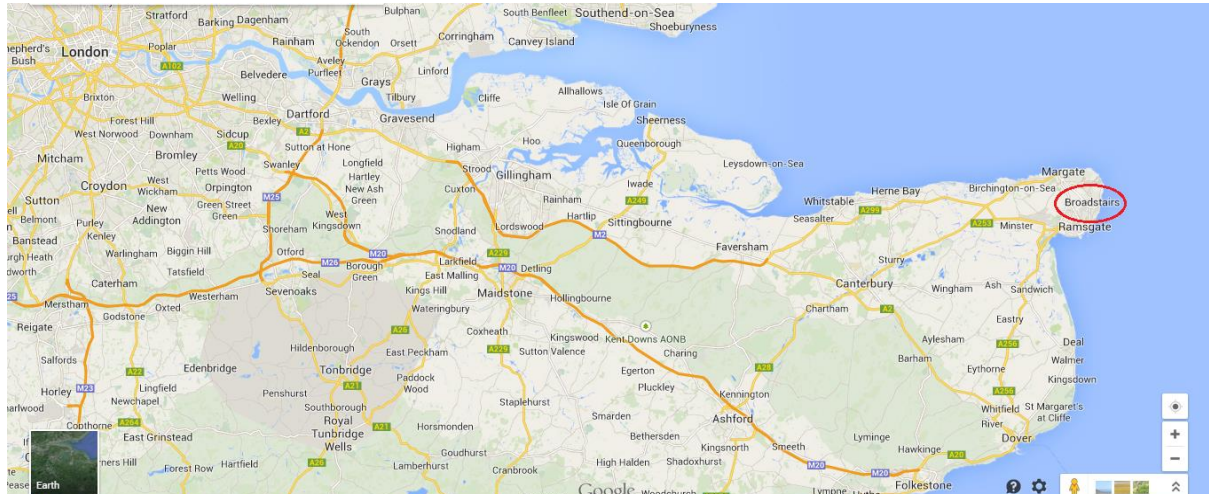 Stratford
Barking
Dagenham
Bulphan
South Benfleet
Southend-on-Sea
Shoeburyness
London
Poplar
Rainham
South
Ockendon
Orsett
Corringham
Canvey Island
Bush
A102
Aveley
Purfleet
Belvedere
Grays
Linford
Brixton
Welling
Tilbury
Cliffe
Allhallows
Isle Of Grain
Forest Hill
Bexley
Dartford
Gravesend
Sheerness
West Norwood
Downham
Sidcup
A2
A20
Sutton at Hone
Higham
Hoo
Queenborough
Mitcham
Bromley
Swanley
Longfield
Strood
Gillingham
Leysdown-on-Sea
Margate
Petts Wood
Hartley
Croydon
West
Wickham
Orpington
M25
New Ash
Green
Cuxton
Iwade
Herne Bay
Birchington-on-Sea
Sutton
New
Addington
Green Street
Green
Rainham
A249
Whitstable
A299
Broadstairs
Belmont
Purley
West
Kingsdown
Hartlip
Sittingbourne
Seasalter
A253
Minster
Ramsgate
Banstead
Kenley
Shoreham
Snodland
Lordswood
M2
Warlingham
Biggin Hill
Otford
M20
Larkfield
A229
Faversham
Sturry
Tatsfield
Seal
M26
Borough
Green
East Malling
M20
Detling
Canterbury
Wingham
Ash
Sandwich
Caterham
Westerham
Sevenoaks
Kings Hill
Maidstone
Hollingbourne
25
Merstham
Godstone
Oxted
Wateringbury
Chartham
A2
Reigate
A26
Coxheath
Kingswood
Kent Downs AONB
Eastry
Hildenborough
East Peckham
A229
Sutton Valence
Charing
Aylesham
A256
Deal
Salfords
A22
Edenbridge
Tonbridge
Egerton
A28
Barham
Eythorne
Walmer
Horley
M23
Lingfield
Newchapel
Penshurst
A21
Paddock
Wood
Pluckley
Kennington
Kingsdown
Southborough
Staplehurst
A256
Copthorne
A264
Royal
Tunbridge
Wells
A21
Horsmonden
Smarden
Ashford
Whitfield
River
St Margaret's
at Cliffe
East Grinstead
Goudhurst
Bethersden
Kingsnorth
Smeeth
Lyminge
Dover
Forest Row
Hartfield
A26
Lamberhurst
Cranbrook
High Halden
Shadoxhurst
M20
Hawkinge
M20
Earth
Google
Woodchurch
Lympne
Folkestone